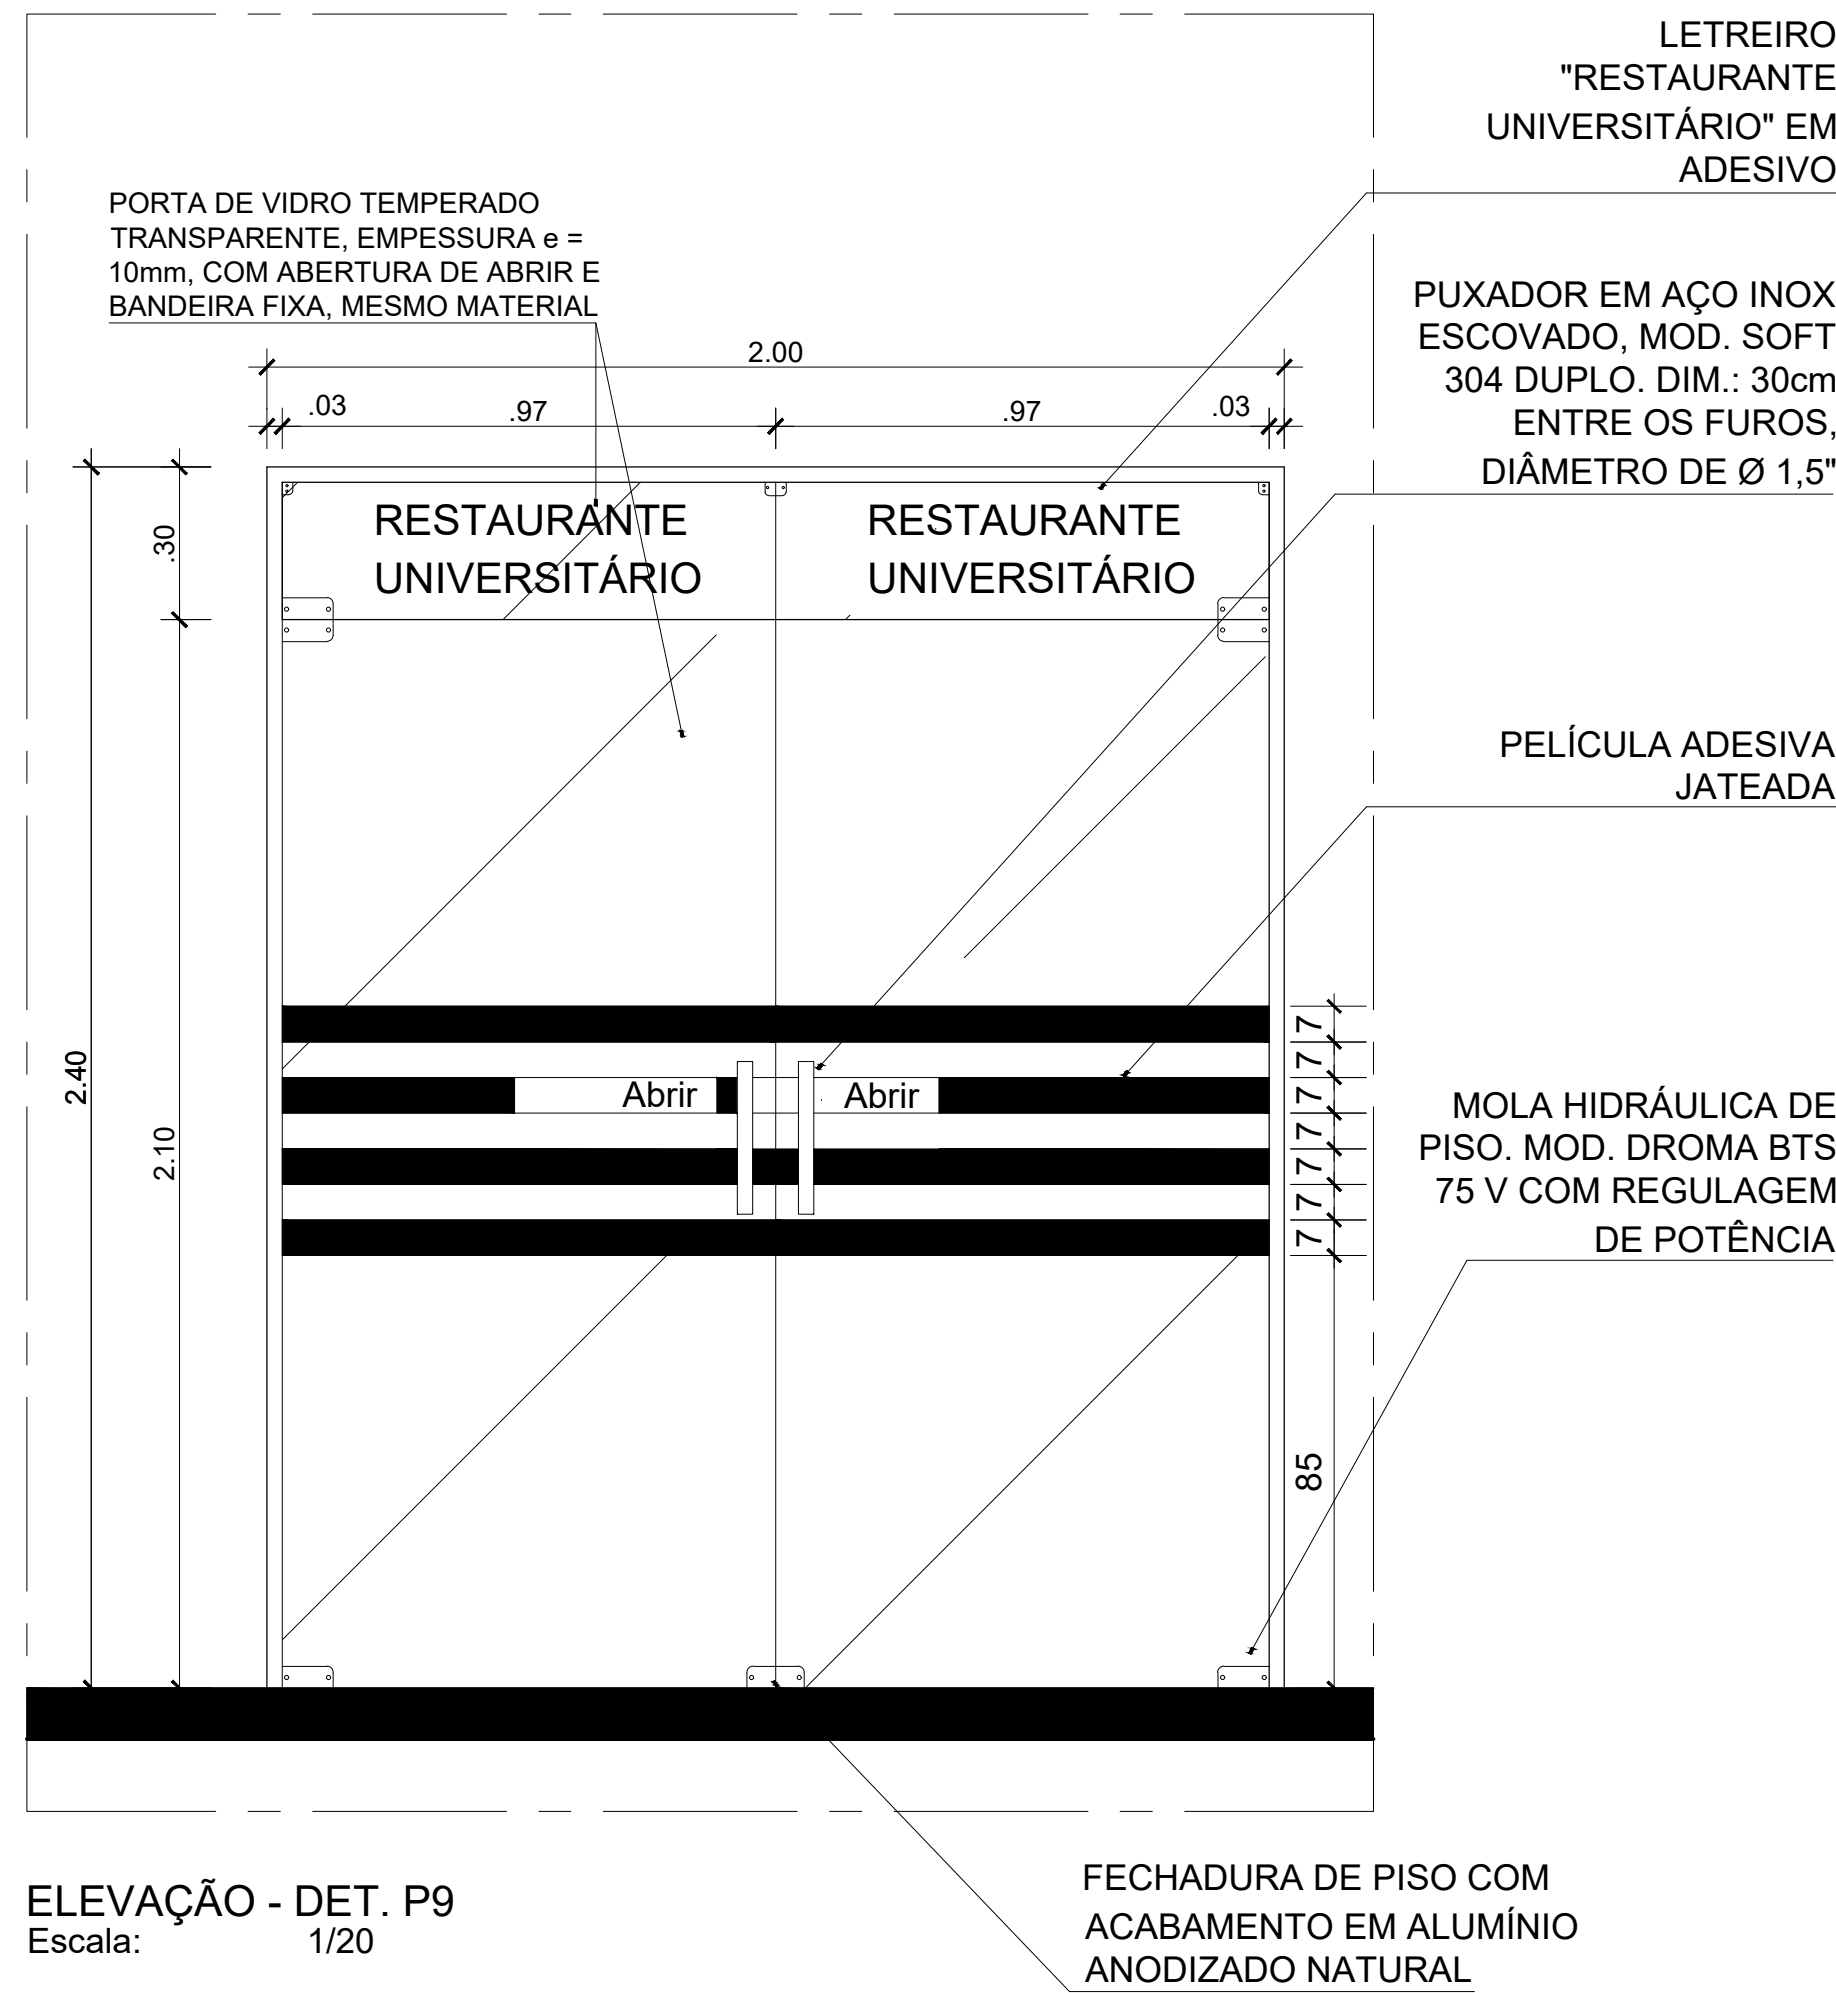 LETREIRO
"RESTAURANTE
UNIVERSITÁRIO" EM
ADESIVO
PORTA DE VIDRO TEMPERADO
TRANSPARENTE, EMPESSURA e =
10mm, COM ABERTURA DE ABRIR E
BANDEIRA FIXA, MESMO MATERIAL
PUXADOR EM AÇO INOX
ESCOVADO, MOD. SOFT
304 DUPLO. DIM.: 30cm
ENTRE OS FUROS,
DIÂMETRO DE Ø 1,5"
2.00
.03
.97
.97
.03
.30
RESTAURANTE
UNIVERSITÁRIO
RESTAURANTE
UNIVERSITÁRIO
PELÍCULA ADESIVA
JATEADA
2.40
2.10
7
7
7
7
7
7
7
Abrir
Abrir
MOLA HIDRÁULICA DE
PISO. MOD. DROMA BTS
75 V COM REGULAGEM
DE POTÊNCIA
85
ELEVAÇÃO - DET. P9
Escala: 1/20
FECHADURA DE PISO COM
ACABAMENTO EM ALUMÍNIO
ANODIZADO NATURAL